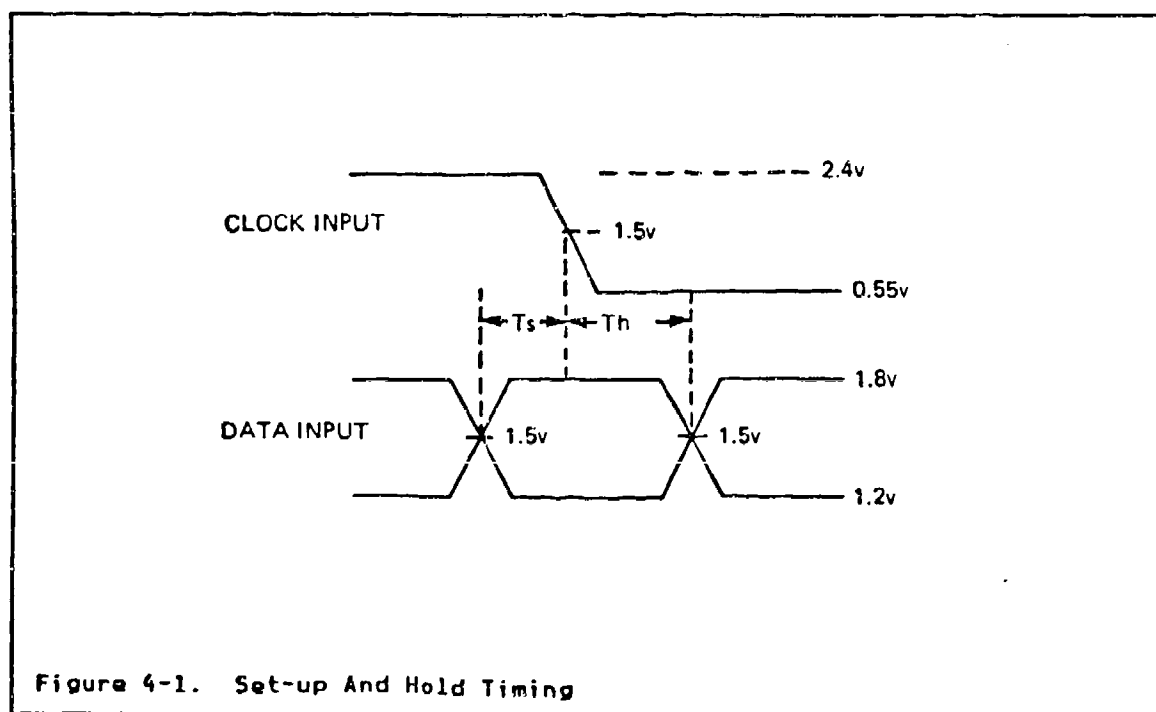 2.4v
CLOCK INPUT
1.5v
0.55v
Ts Th
1.8v
DATA INPUT 1.5v 1.5v
1.2v
Figure 4-1. Set-up And Hold Timing